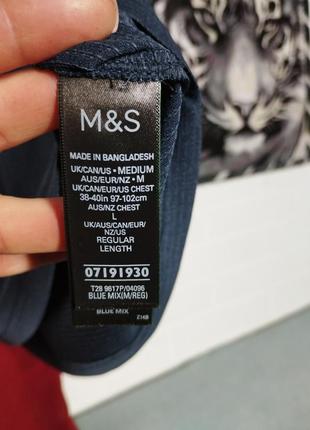 M&S
MADE IN BANGLADESH
UK/CAN/US • MEDIUM
AUS/EUR/NZ • M
UK/CAN/EUR/US CHEST
38-40in 97-102cm
AUS/NZ CHEST
L
UK/AUS/CAN/EUR/
NZ/US
REGULAR
LENGTH
07191930
T28 9617P/04096
BLUE MIX(M/REG)
BLUE MIX